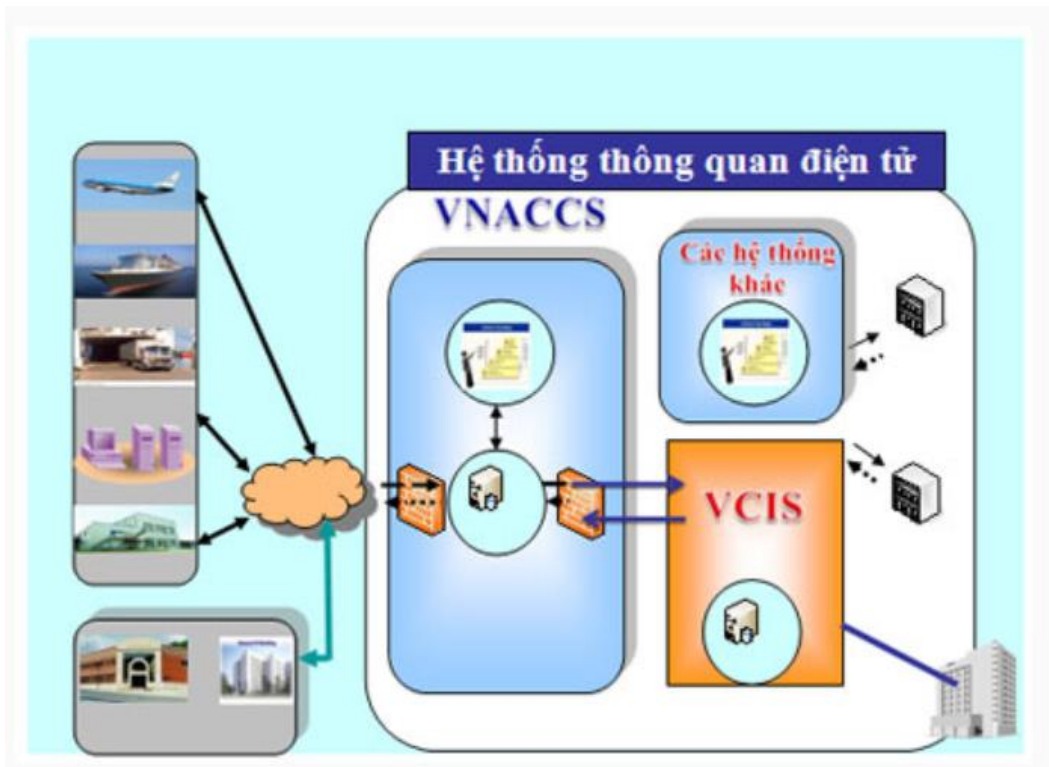 Hệ thống thông quan điện tử
VNACCS
Các hệ thống
khác
VCIS